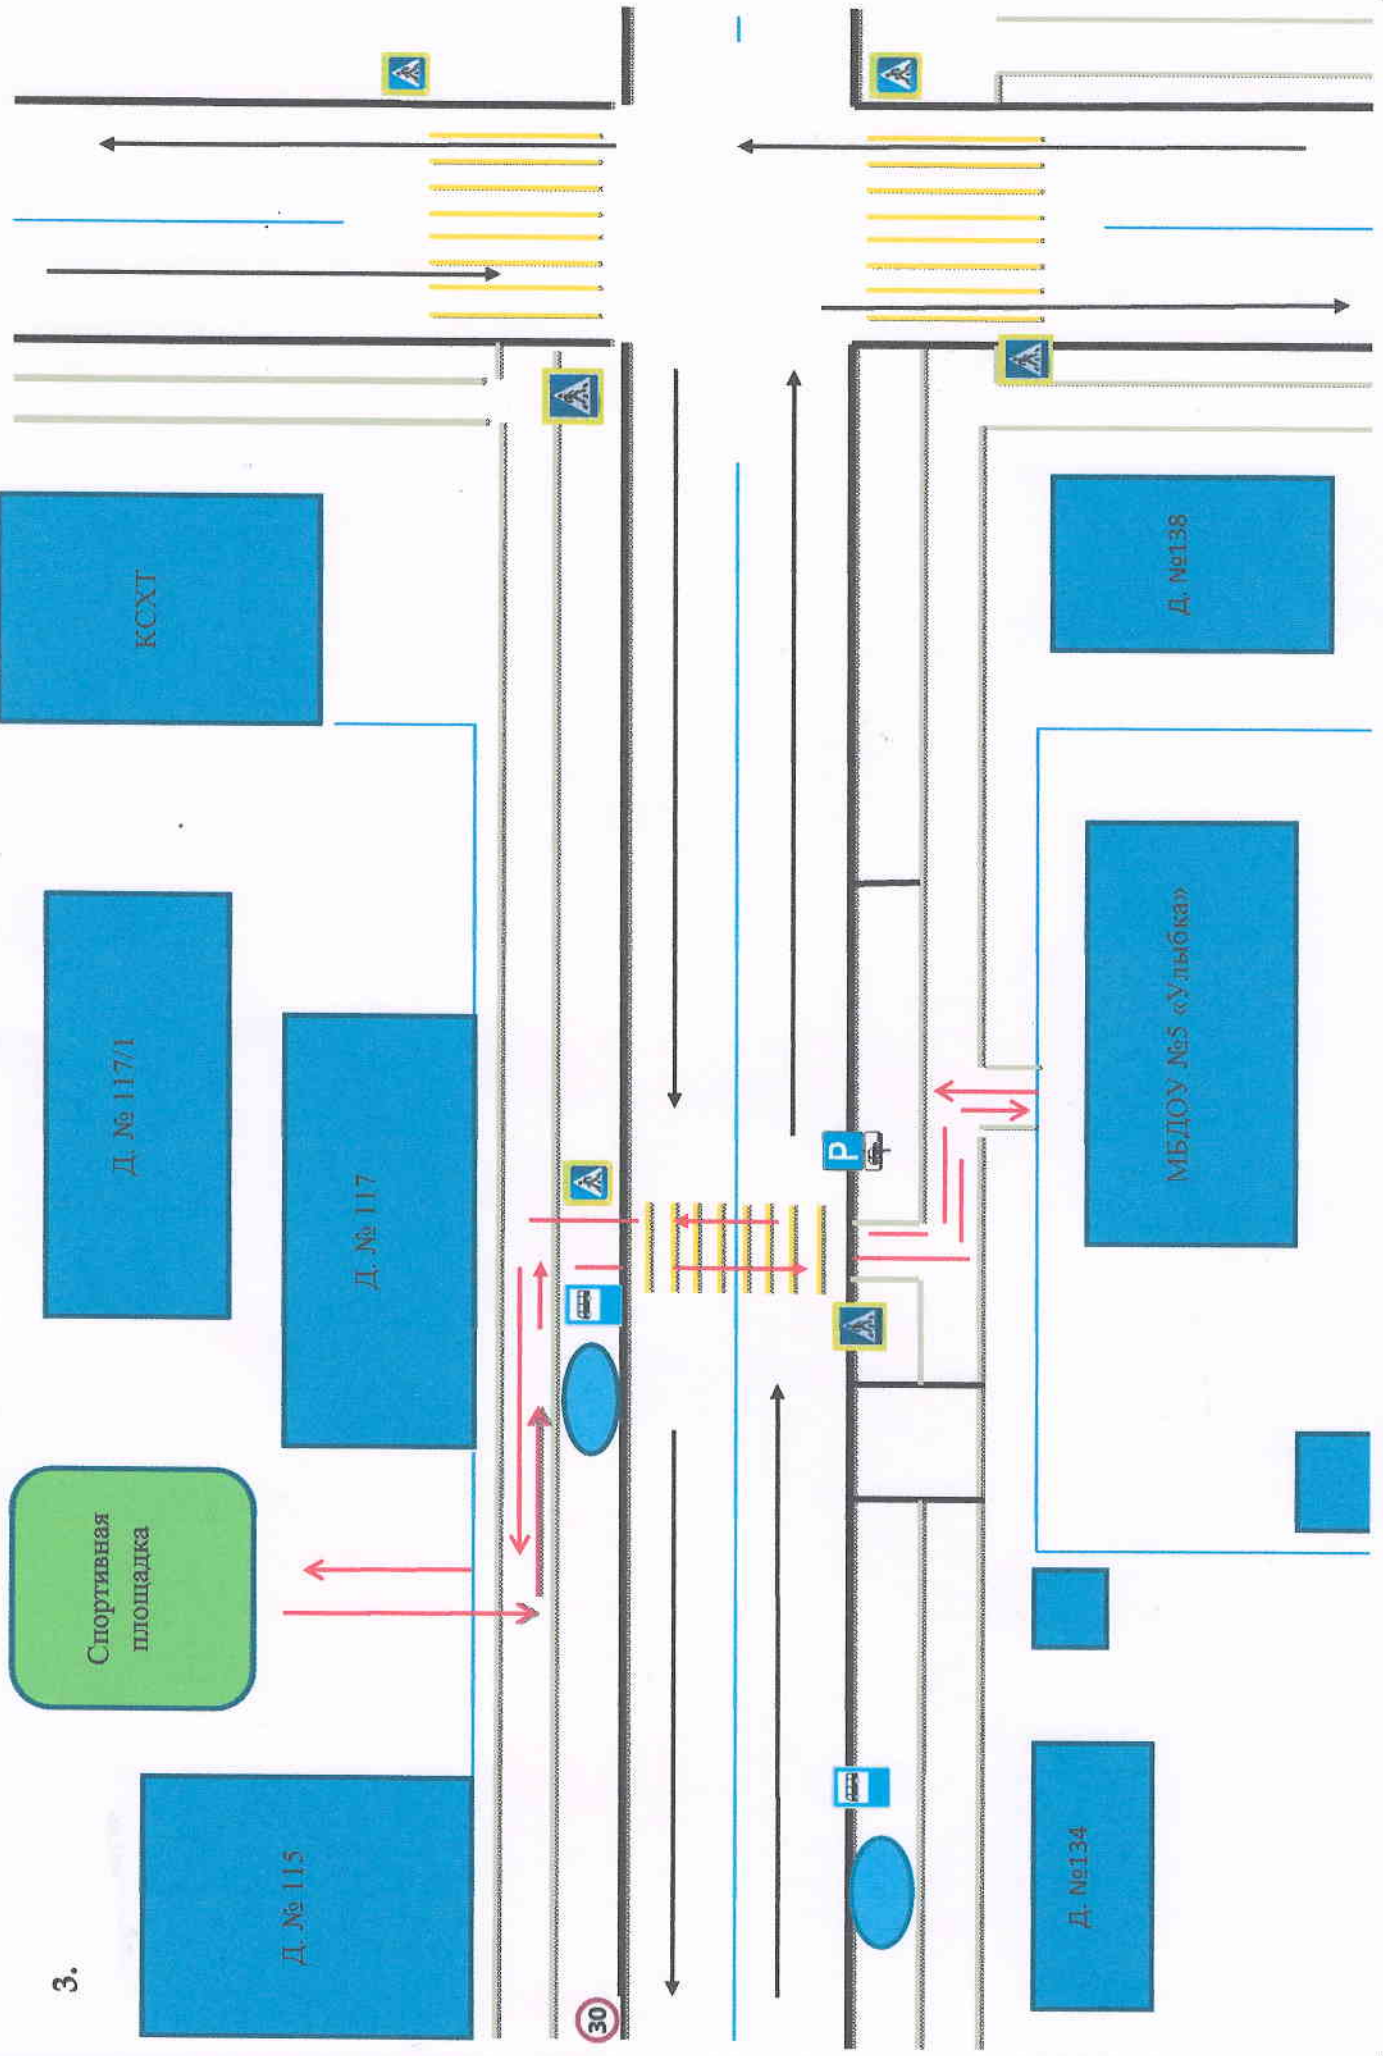 3.
Д. № 115
Спортивная
площадка
Д. № 117/1
Д. № 117
КСХТ
30
P
Д. №134
МБДОУ №5 «Улыбка»
Д. №138